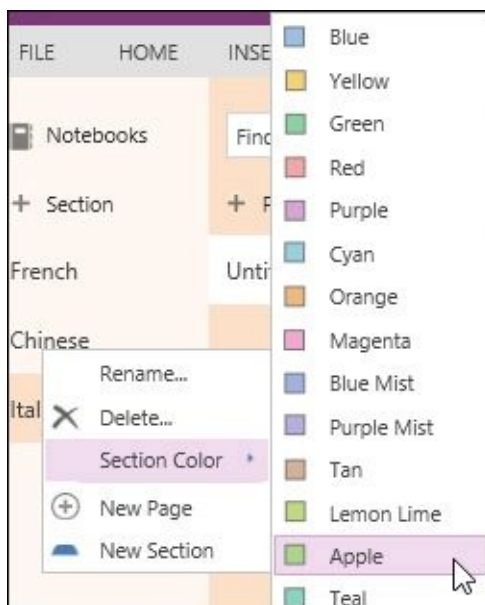 FILE HOME INSE
Notebooks
Find
+ Section
+ P
French
Unti
Chinese
Ital
Rename...
Delete...
Section Color
New Page
New Section
Blue
Yellow
Green
Red
Purple
Cyan
Orange
Magenta
Blue Mist
Purple Mist
Tan
Lemon Lime
Apple
Teal